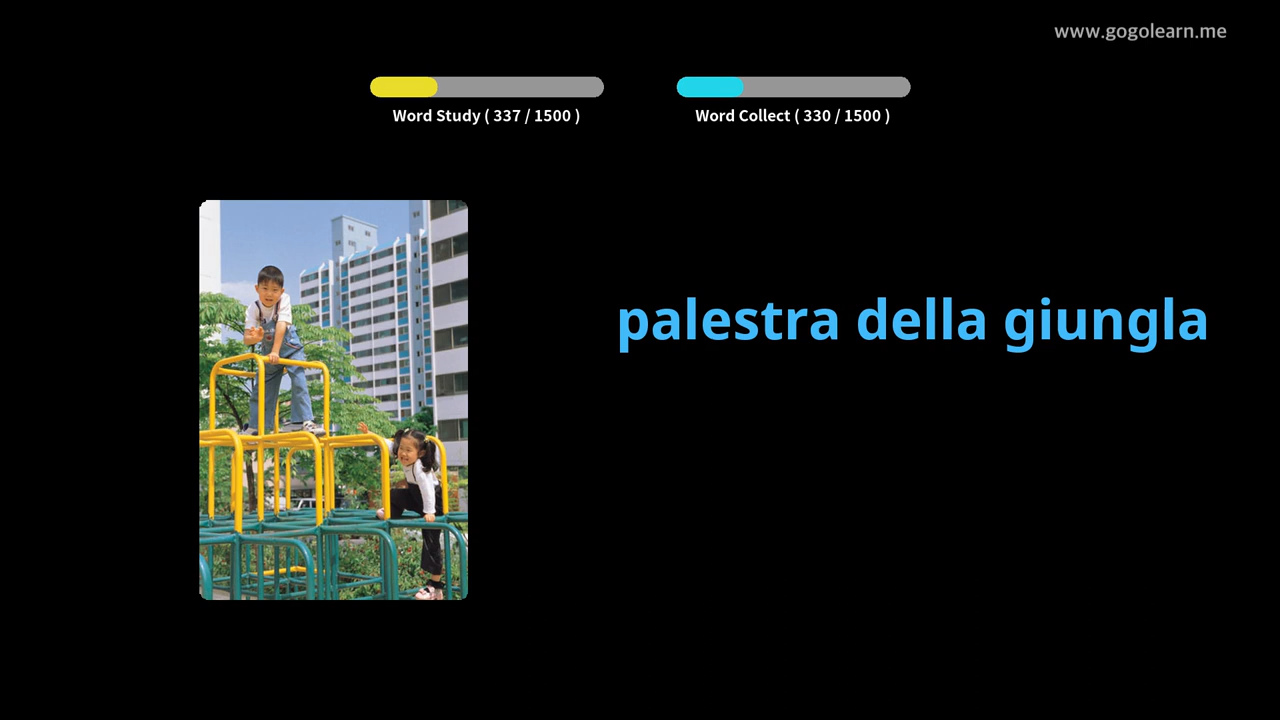 www.gogolearn.me
Word Study ( 337 / 1500 )
Word Collect ( 330 / 1500 )
palestra della giungla